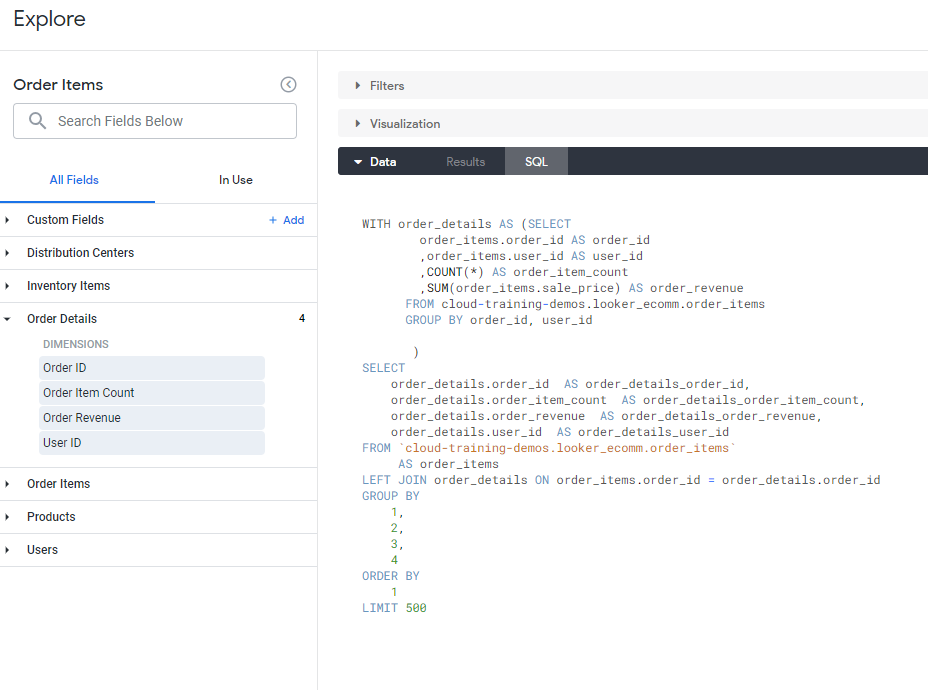 Explore
Order Items
Search Fields Below
All Fields
In Use
Custom Fields
+ Add
Distribution Centers
Inventory Items
Order Details
4
DIMENSIONS
Order ID
Order Item Count
Order Revenue
User ID
Order Items
Products
Users
Filters
Visualization
Data
Results
SQL
WITH order_details AS (SELECT
order_items.order_id AS order_id
,order_items.user_id AS user_id
,COUNT(*) AS order_item_count
,SUM(order_items.sale_price) AS order_revenue
FROM cloud-training-demos.looker_ecomm.order_items
GROUP BY order_id, user_id
)
SELECT
order_details.order_id  AS order_details_order_id,
order_details.order_item_count  AS order_details_order_item_count,
order_details.order_revenue  AS order_details_order_revenue,
order_details.user_id  AS order_details_user_id
FROM `cloud-training-demos.looker_ecomm.order_items`
AS order_items
LEFT JOIN order_details ON order_items.order_id = order_details.order_id
GROUP BY
1,
2,
3,
4
ORDER BY
1
LIMIT 500